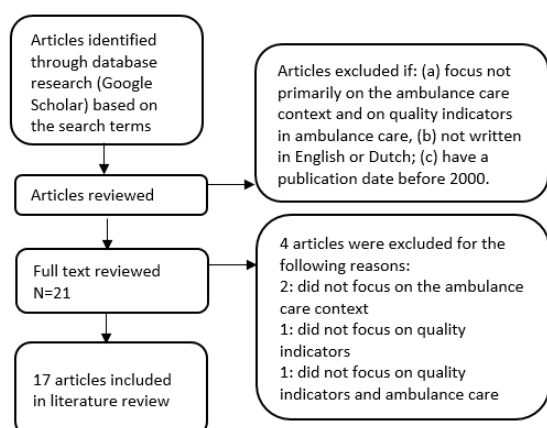 Articles identified
through database
research (Google
Scholar) based on
the search terms
Articles excluded if: (a) focus not
primarily on the ambulance care
context and on quality indicators
in ambulance care, (b) not written
in English or Dutch; (c) have a
publication date before 2000.
Articles reviewed
4 articles were excluded for the
following reasons:
2: did not focus on the ambulance
care context
1: did not focus on quality
indicators
1: did not focus on quality
indicators and ambulance care
Full text reviewed
N=21
17 articles included
in literature review